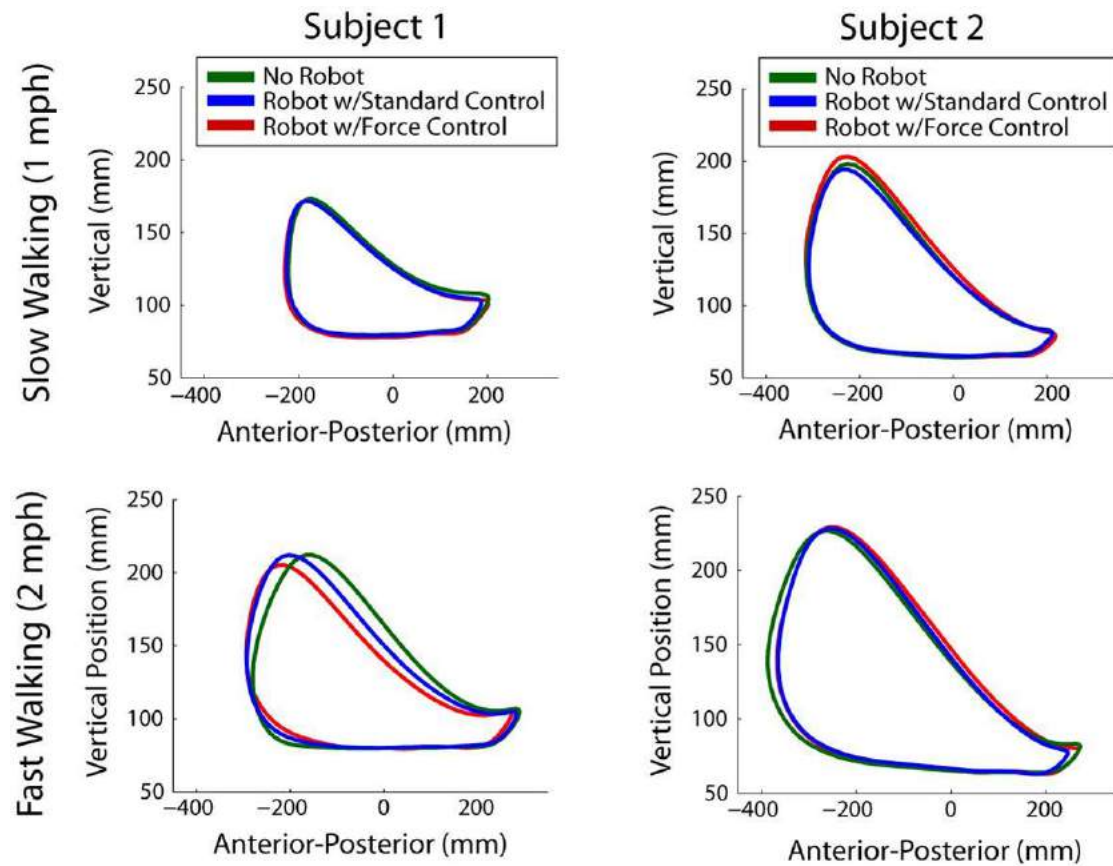 Subject 1
Subject 2
Slow Walking (1 mph)
No Robot
Robot w/Standard Control
Robot w/Force Control
Vertical (mm)
250
200
150
100
50
−400
−200
0
200
Anterior-Posterior (mm)
No Robot
Robot w/Standard Control
Robot w/Force Control
Vertical (mm)
250
200
150
100
50
−400
−200
0
200
Anterior-Posterior (mm)
Fast Walking (2 mph)
Vertical Position (mm)
250
200
150
100
50
−400
−200
0
200
Anterior-Posterior (mm)
Vertical Position (mm)
250
200
150
100
50
−400
−200
0
200
Anterior-Posterior (mm)